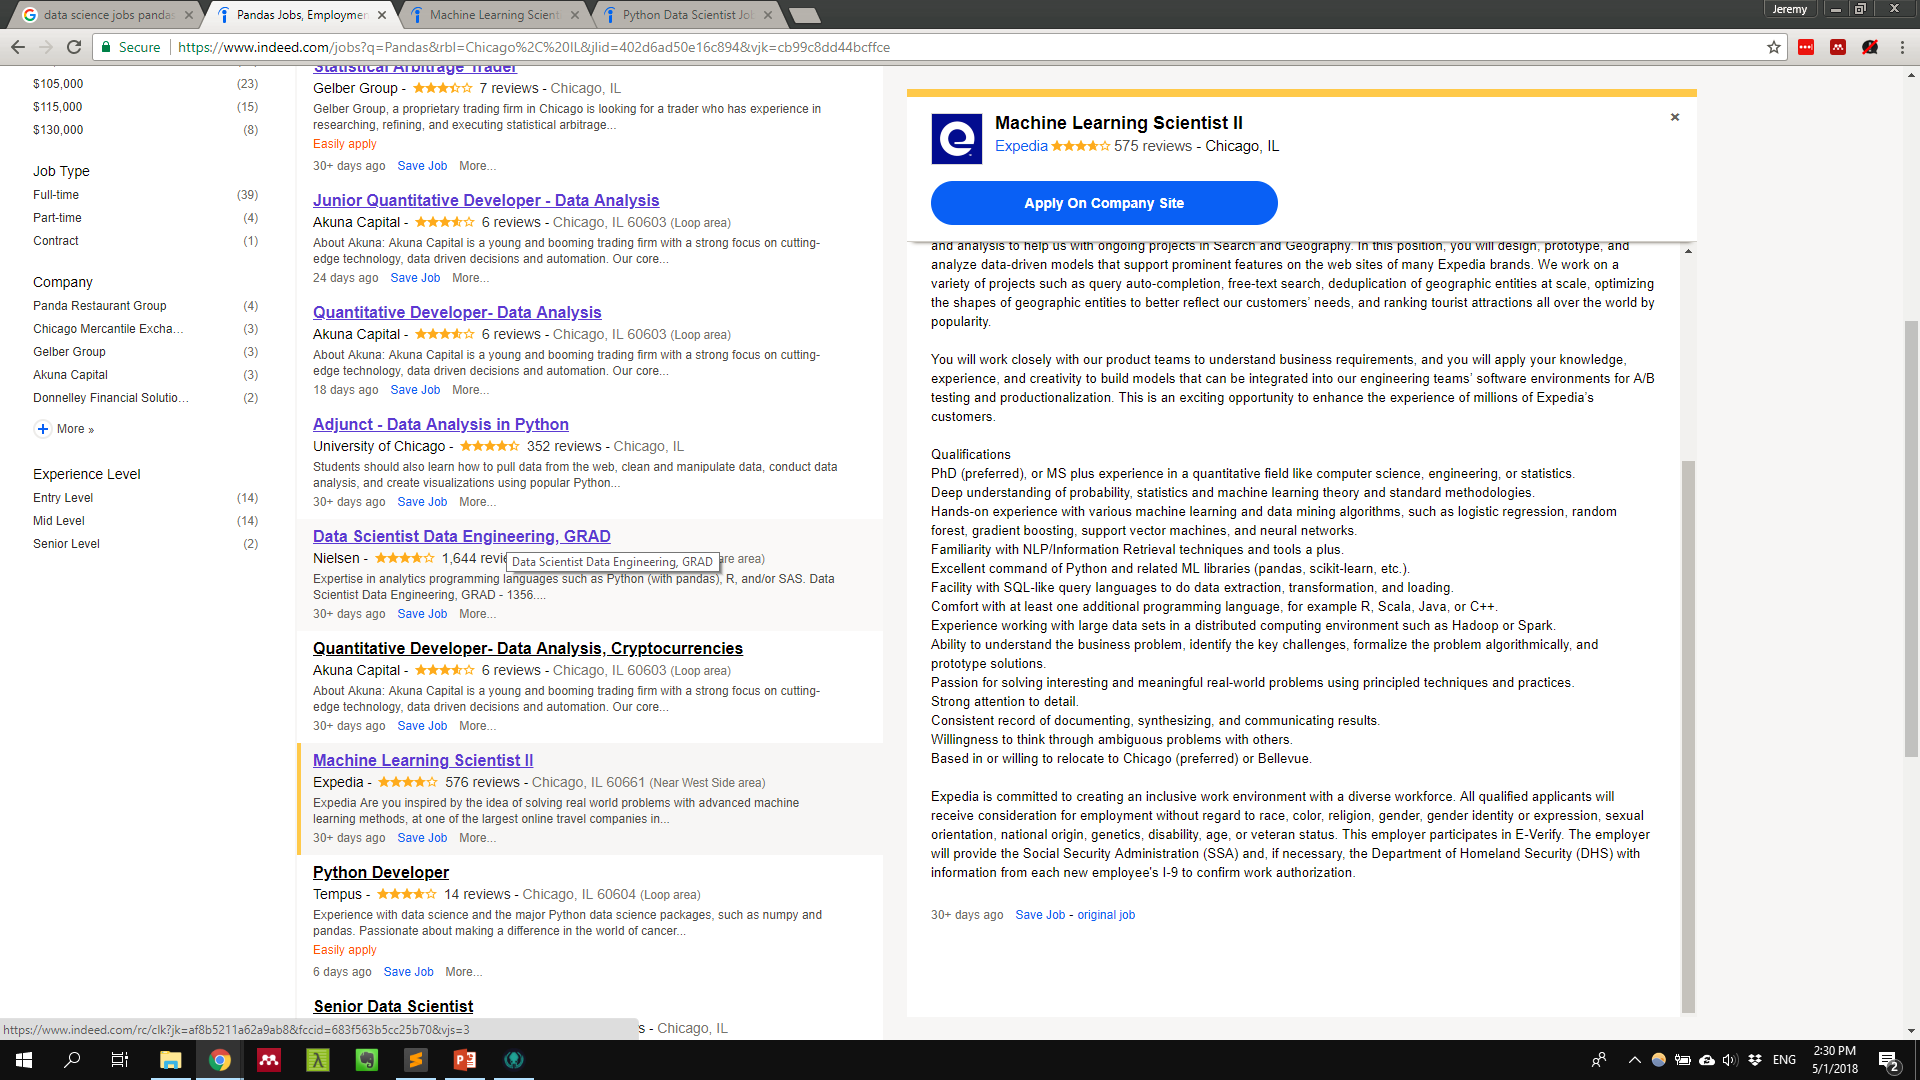 data science jobs pandas
Pandas Jobs, Employmen
Machine Learning Scient
Python Data Scientist Jo
Jeremy
Secure
https://www.indeed.com/jobs?q=Pandas&rbl=Chicago%2C%20IL&jlid=402d6ad50e16c894&vjk=cb99c8dd44bcffce
$105,000 (23)
$115,000 (15)
$130,000 (8)
Job Type
Full-time (39)
Part-time (4)
Contract (1)
Company
Panda Restaurant Group (4)
Chicago Mercantile Excha... (3)
Gelber Group (3)
Akuna Capital (3)
Donnelley Financial Solutio... (2)
More »
Experience Level
Entry Level (14)
Mid Level (14)
Senior Level (2)
Statistical Arbitrage Trader
Gelber Group - 7 reviews - Chicago, IL
Gelber Group, a proprietary trading firm in Chicago is looking for a trader who has experience in
researching, refining, and executing statistical arbitrage...
Easily apply
30+ days ago Save Job More...
Junior Quantitative Developer - Data Analysis
Akuna Capital - 6 reviews - Chicago, IL 60603 (Loop area)
About Akuna: Akuna Capital is a young and booming trading firm with a strong focus on cutting-
edge technology, data driven decisions and automation. Our core...
24 days ago Save Job More...
Quantitative Developer- Data Analysis
Akuna Capital - 6 reviews - Chicago, IL 60603 (Loop area)
About Akuna: Akuna Capital is a young and booming trading firm with a strong focus on cutting-
edge technology, data driven decisions and automation. Our core...
18 days ago Save Job More...
Adjunct - Data Analysis in Python
University of Chicago - 352 reviews - Chicago, IL
Students should also learn how to pull data from the web, clean and manipulate data, conduct data
analysis, and create visualizations using popular Python...
30+ days ago Save Job More...
Data Scientist Data Engineering, GRAD
Nielsen - 1,644 revie
Data Scientist Data Engineering, GRAD
re area)
Expertise in analytics programming languages such as Python (with pandas), R, and/or SAS. Data
Scientist Data Engineering, GRAD - 1356....
30+ days ago Save Job More...
Quantitative Developer- Data Analysis, Cryptocurrencies
Akuna Capital - 6 reviews - Chicago, IL 60603 (Loop area)
About Akuna: Akuna Capital is a young and booming trading firm with a strong focus on cutting-
edge technology, data driven decisions and automation. Our core...
30+ days ago Save Job More...
Machine Learning Scientist II
Expedia - 576 reviews - Chicago, IL 60661 (Near West Side area)
Expedia Are you inspired by the idea of solving real world problems with advanced machine
learning methods, at one of the largest online travel companies in...
30+ days ago Save Job More...
Python Developer
Tempus - 14 reviews - Chicago, IL 60604 (Loop area)
Experience with data science and the major Python data science packages, such as numpy and
pandas. Passionate about making a difference in the world of cancer...
Easily apply
6 days ago Save Job More...
Senior Data Scientist
s - Chicago, IL
https://www.indeed.com/rc/clk?jk=af8b5211a62a9ab8&fccid=683f563b5cc25b70&vjs=3
Machine Learning Scientist II
Expedia 575 reviews - Chicago, IL
Apply On Company Site
and analysis to help us with ongoing projects in Search and Geography. In this position, you will design, prototype, and
analyze data-driven models that support prominent features on the web sites of many Expedia brands. We work on a
variety of projects such as query auto-completion, free-text search, deduplication of geographic entities at scale, optimizing
the shapes of geographic entities to better reflect our customers' needs, and ranking tourist attractions all over the world by
popularity.
You will work closely with our product teams to understand business requirements, and you will apply your knowledge,
experience, and creativity to build models that can be integrated into our engineering teams' software environments for A/B
testing and productionalization. This is an exciting opportunity to enhance the experience of millions of Expedia's
customers.
Qualifications
PhD (preferred), or MS plus experience in a quantitative field like computer science, engineering, or statistics.
Deep understanding of probability, statistics and machine learning theory and standard methodologies.
Hands-on experience with various machine learning and data mining algorithms, such as logistic regression, random
forest, gradient boosting, support vector machines, and neural networks.
Familiarity with NLP/Information Retrieval techniques and tools a plus.
Excellent command of Python and related ML libraries (pandas, scikit-learn, etc.).
Facility with SQL-like query languages to do data extraction, transformation, and loading.
Comfort with at least one additional programming language, for example R, Scala, Java, or C++.
Experience working with large data sets in a distributed computing environment such as Hadoop or Spark.
Ability to understand the business problem, identify the key challenges, formalize the problem algorithmically, and
prototype solutions.
Passion for solving interesting and meaningful real-world problems using principled techniques and practices.
Strong attention to detail.
Consistent record of documenting, synthesizing, and communicating results.
Willingness to think through ambiguous problems with others.
Based in or willing to relocate to Chicago (preferred) or Bellevue.
Expedia is committed to creating an inclusive work environment with a diverse workforce. All qualified applicants will
receive consideration for employment without regard to race, color, religion, gender, gender identity or expression, sexual
orientation, national origin, genetics, disability, age, or veteran status. This employer participates in E-Verify. The employer
will provide the Social Security Administration (SSA) and, if necessary, the Department of Homeland Security (DHS) with
information from each new employee's I-9 to confirm work authorization.
30+ days ago Save Job - original job
ENG
2:30 PM
5/1/2018
2